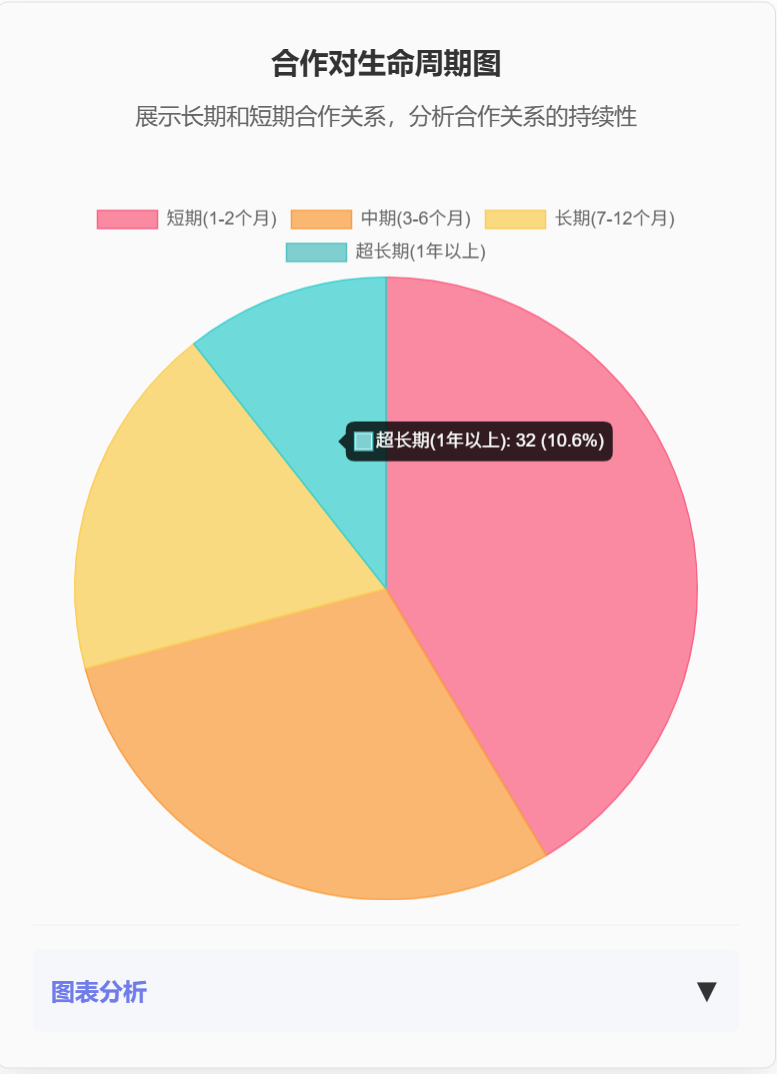 合作对生命周期图
展示长期和短期合作关系，分析合作关系的持续性
短期(1-2个月) 中期(3-6个月) 长期(7-12个月)
超长期(1年以上)
超长期(1年以上): 32 (10.6%)
图表分析 ▼